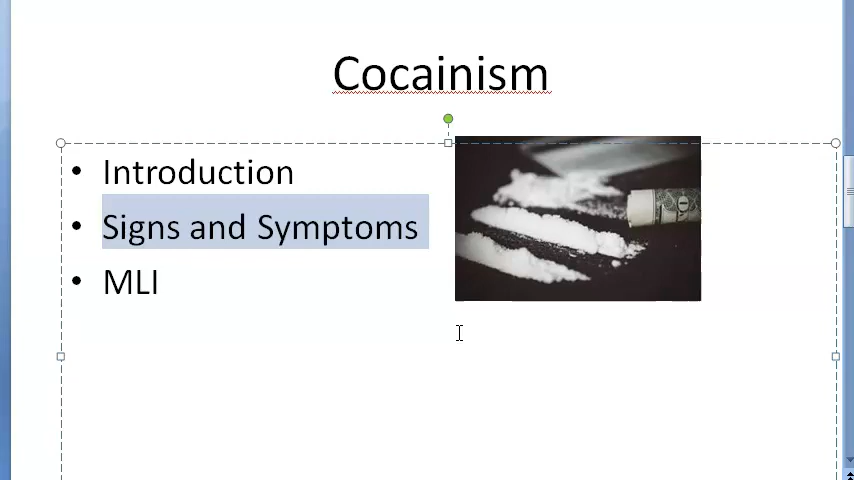 Cocainism
• Introduction
• Signs and Symptoms
• MLI